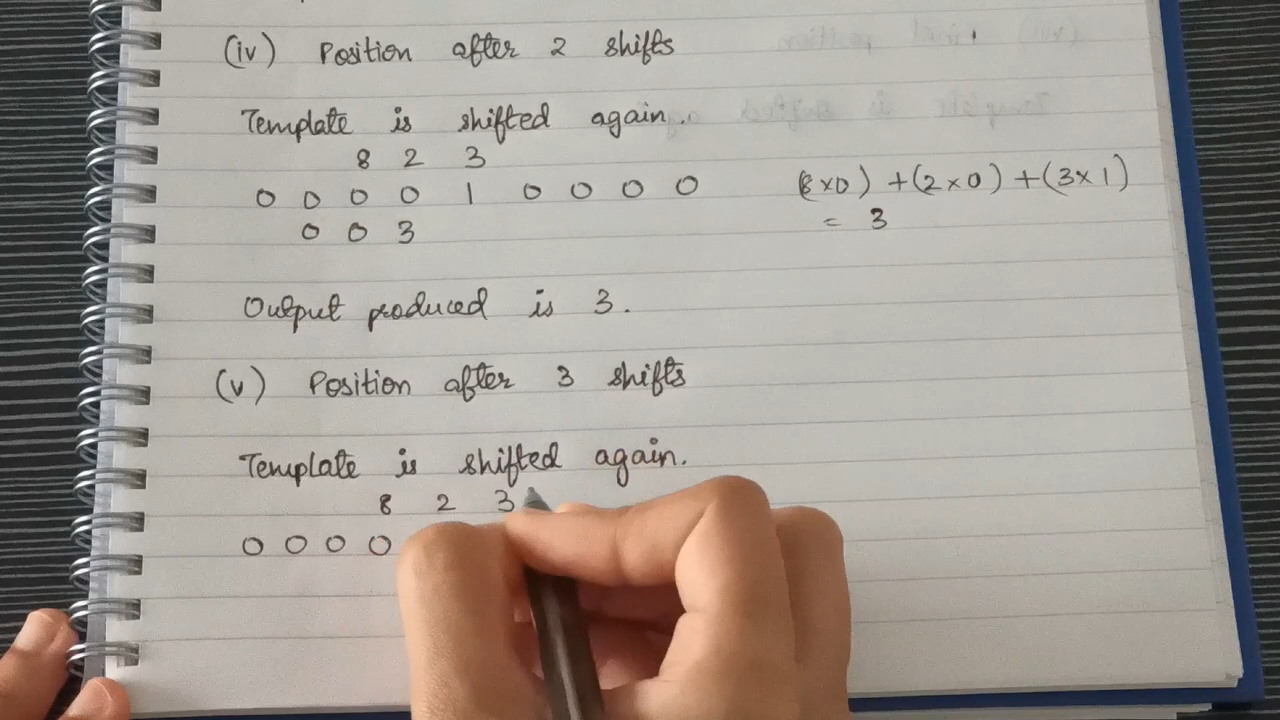 (iv) Position after 2 shifts
Template is shifted again.
8 2 3
0 0 0 0 1 0 0 0 0 (8×0) + (2×0) + (3×1)
0 0 3 = 3
Output produced is 3.
(v) Position after 3 shifts
Template is shifted again.
8 2 3
0 0 0 0